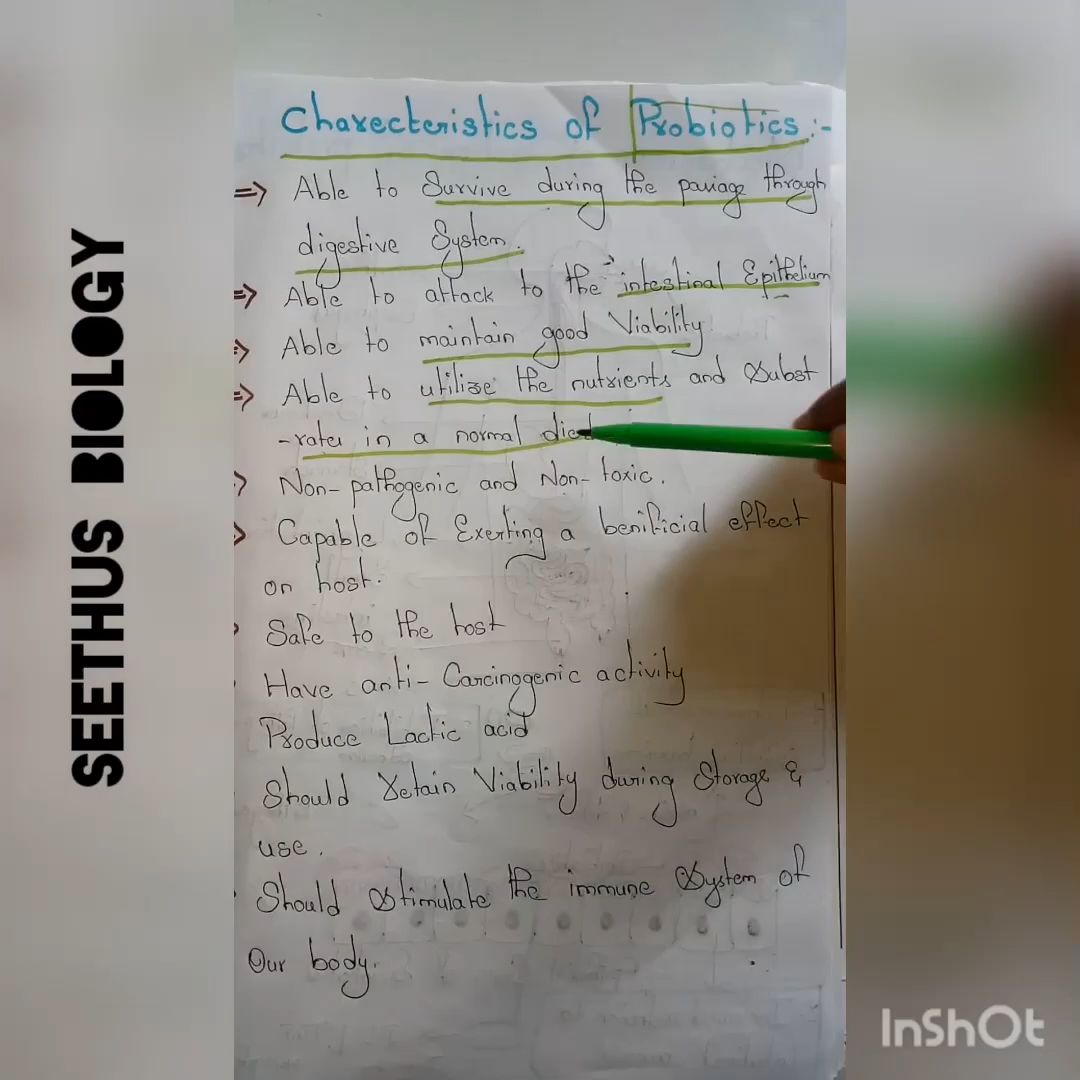 SEETHUS BIOLOGY
Charecteristics of Probiotics:-
=> Able to Survive during the passage through
digestive System.
=> Able to attack to the intestinal Epithelium
=> Able to maintain good Viability
=> Able to utilize the nutrients and Subst
-rates in a normal diet
Non-pathogenic and Non-toxic.
Capable of Exerting a benificial effect
on host.
Safe to the host
Have anti-Carcinogenic activity
Produce Lactic acid
Should retain Viability during Storage &
use.
Should Stimulate the immune System of
Our body.
InShOt